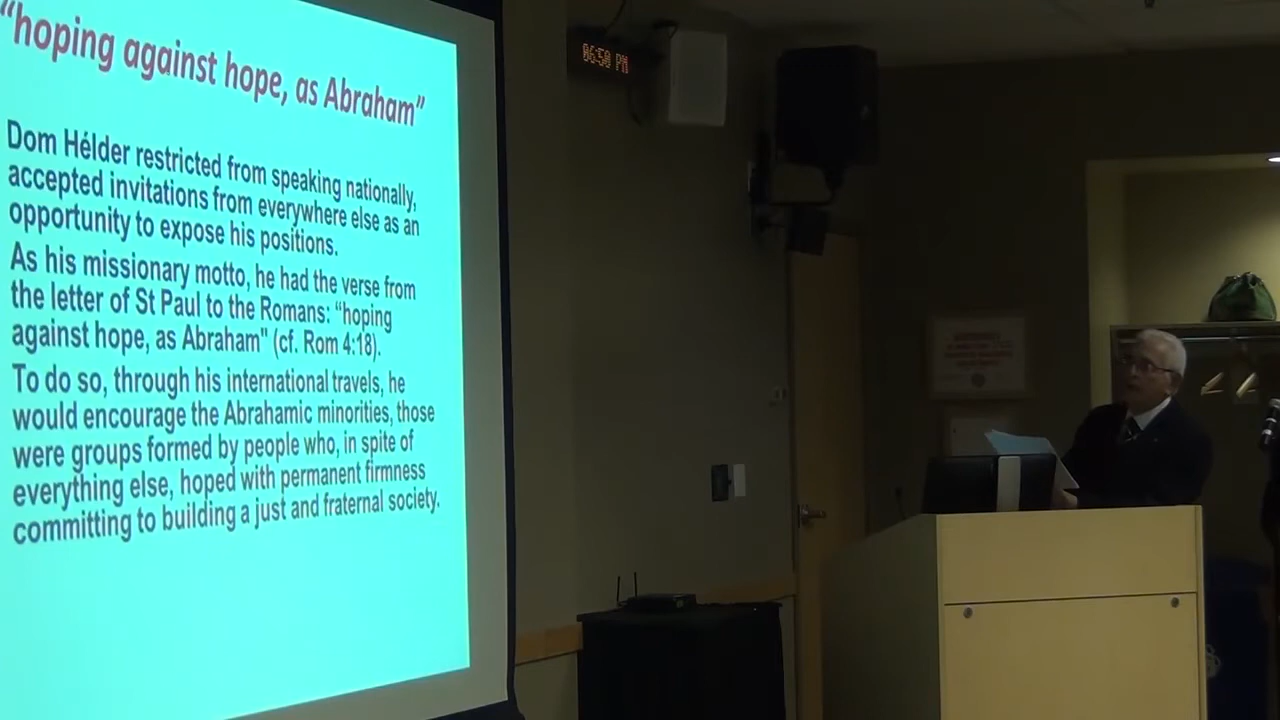 “hoping against hope, as Abraham”
Dom Hélder restricted from speaking nationally,
accepted invitations from everywhere else as an
opportunity to expose his positions.
As his missionary motto, he had the verse from
the letter of St Paul to the Romans: “hoping
against hope, as Abraham" (cf. Rom 4:18).
To do so, through his international travels, he
would encourage the Abrahamic minorities, those
were groups formed by people who, in spite of
everything else, hoped with permanent firmness
committing to building a just and fraternal society.
06:50 PM